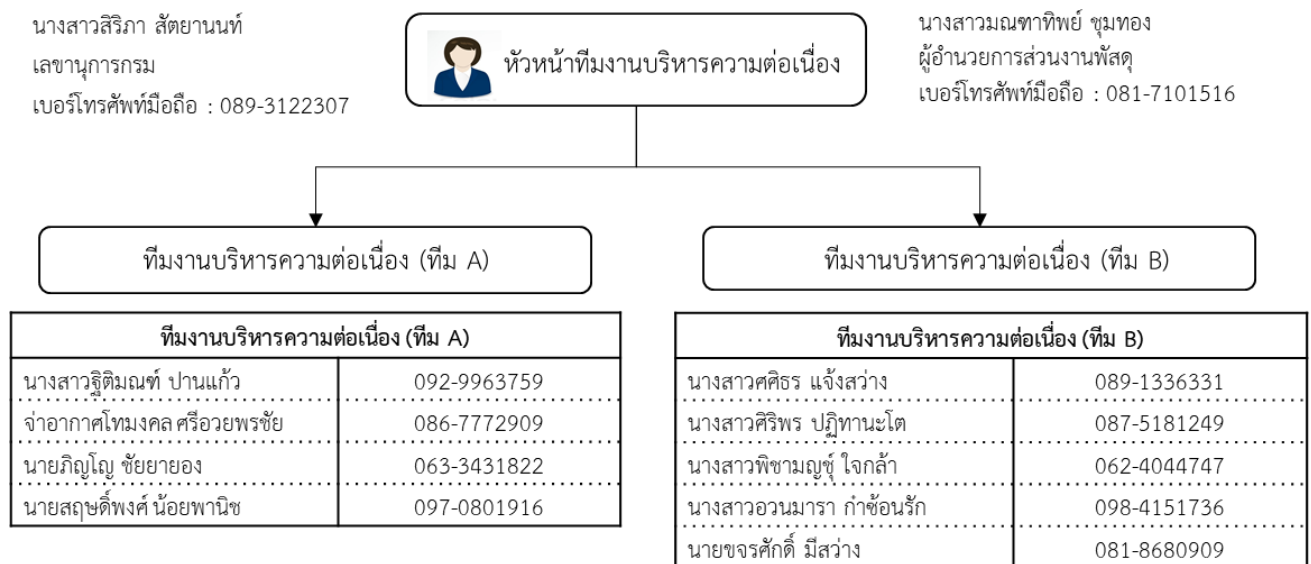 นางสาวสิริภา สัตยานนท์
เลขานุการกรม
เบอร์โทรศัพท์มือถือ : 089-3122307
หัวหน้าทีมงานบริหารความต่อเนื่อง
นางสาวมณฑาทิพย์ ชุมทอง
ผู้อำนวยการส่วนงานพัสดุ
เบอร์โทรศัพท์มือถือ : 081-7101516
ทีมงานบริหารความต่อเนื่อง (ทีม A)
ทีมงานบริหารความต่อเนื่อง (ทีม A)
นางสาวฐิติมณฑ์ ปานแก้ว 092-9963759
จ่าอากาศโทมงคล ศรีอวยพรชัย 086-7772909
นายภิญโญ ชัยยายอง 063-3431822
นายสฤษดิ์พงศ์ น้อยพานิช 097-0801916
ทีมงานบริหารความต่อเนื่อง (ทีม B)
ทีมงานบริหารความต่อเนื่อง (ทีม B)
นางสาวศศิธร แจ้งสว่าง 089-1336331
นางสาวศิริพร ปฏิทานะโต 087-5181249
นางสาวพิชามญชุ์ ใจกล้า 062-4044747
นางสาวอวนมารา กำซ้อนรัก 098-4151736
นายขจรศักดิ์ มีสว่าง 081-8680909